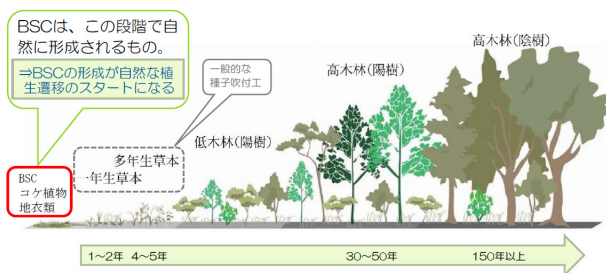 BSCは、この段階で自
然に形成されるもの。
⇒BSCの形成が自然な植
生遷移のスタートになる
一般的な
種子吹付工
高木林(陰樹)
高木林(陽樹)
低木林(陽樹)
多年生草本
一年生草本
BSC
コケ植物
地衣類
1～2年 4～5年
30～50年
150年以上